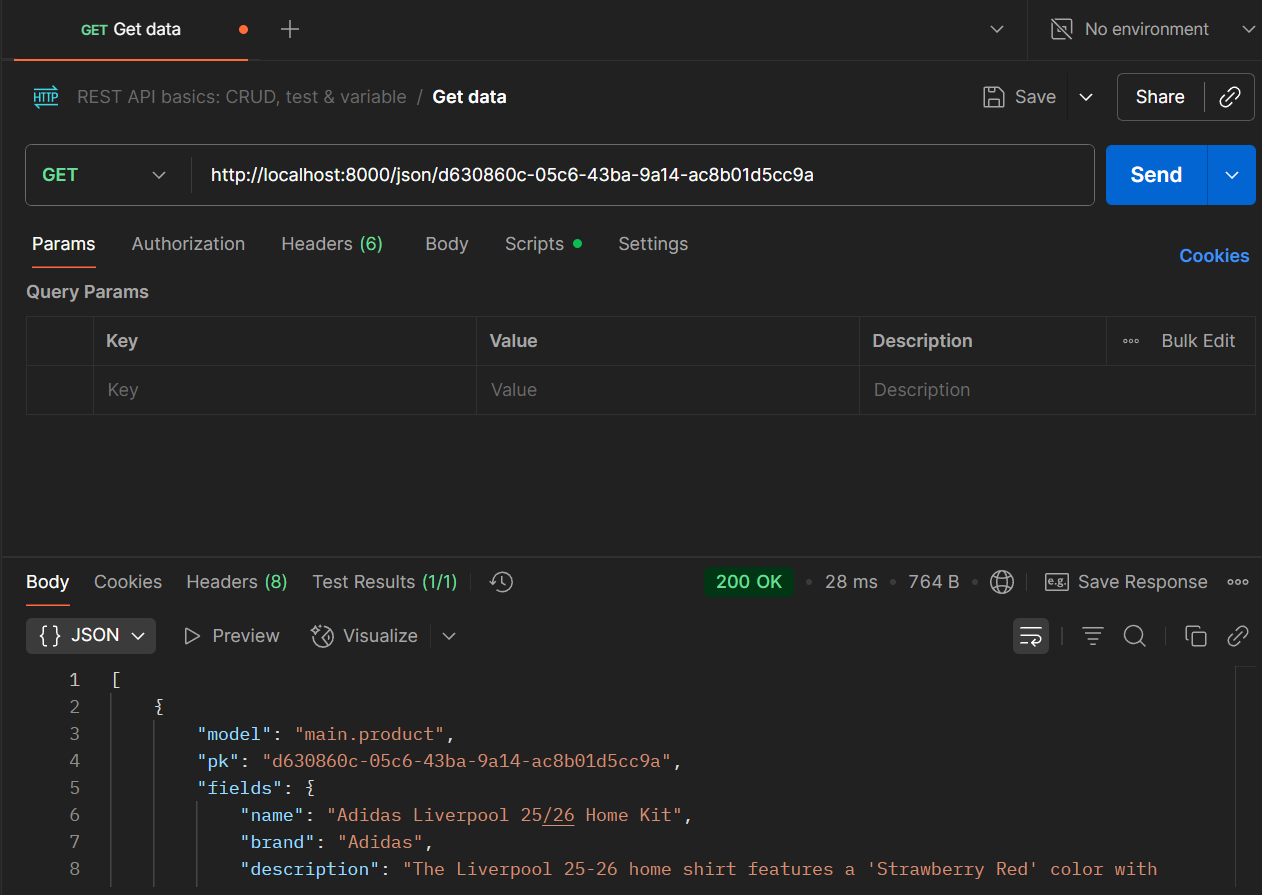 GET Get data
No environment
HTTP REST API basics: CRUD, test & variable / Get data
Save
Share
GET
http://localhost:8000/json/d630860c-05c6-43ba-9a14-ac8b01d5cc9a
Send
Params Authorization Headers (6) Body Scripts Settings
Cookies
Query Params
Key Value Description Bulk Edit
Key Value Description
Body Cookies Headers (8) Test Results (1/1)
200 OK 28 ms 764 B e.g. Save Response
{} JSON Preview Visualize
1 [
2 {
3 "model": "main.product",
4 "pk": "d630860c-05c6-43ba-9a14-ac8b01d5cc9a",
5 "fields": {
6 "name": "Adidas Liverpool 25/26 Home Kit",
7 "brand": "Adidas",
8 "description": "The Liverpool 25-26 home shirt features a 'Strawberry Red' color with